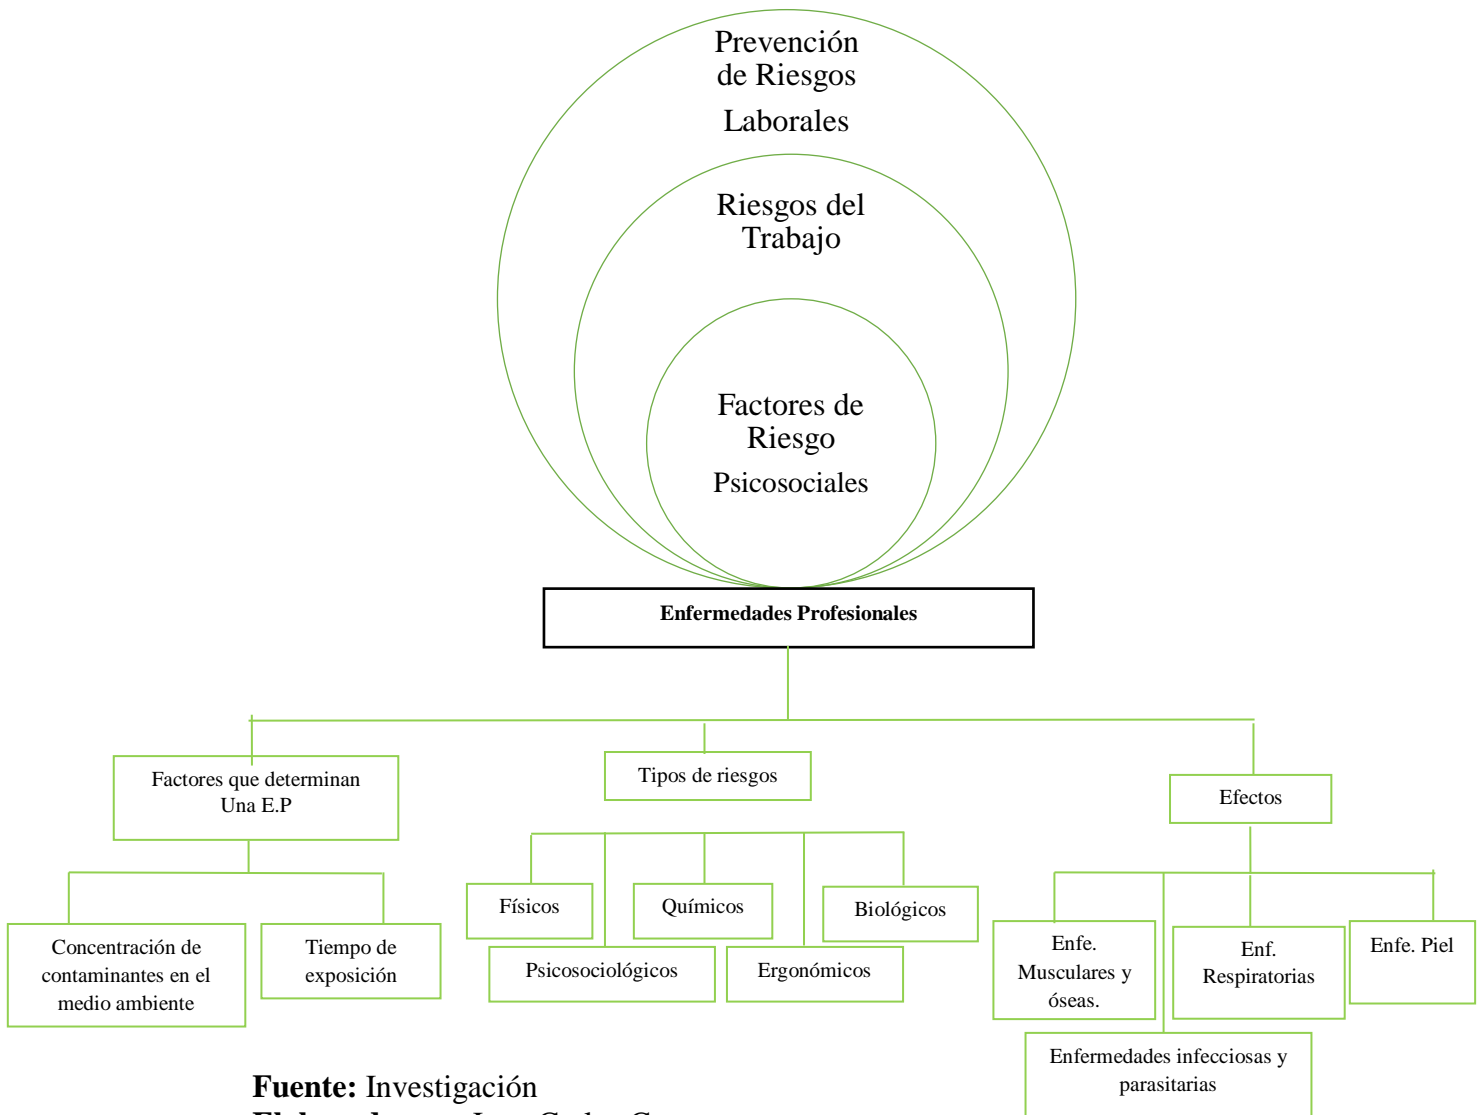 Prevención
de Riesgos
Laborales
Riesgos del
Trabajo
Factores de
Riesgo
Psicosociales
Enfermedades Profesionales
Factores que determinan
Una E.P
Tipos de riesgos
Efectos
Concentración de
contaminantes en el
medio ambiente
Tiempo de
exposición
Físicos
Químicos
Biológicos
Psicosociológicos
Ergonómicos
Enfe.
Musculares y
óseas.
Enf.
Respiratorias
Enfe. Piel
Enfermedades infecciosas y
parasitarias
Fuente: Investigación